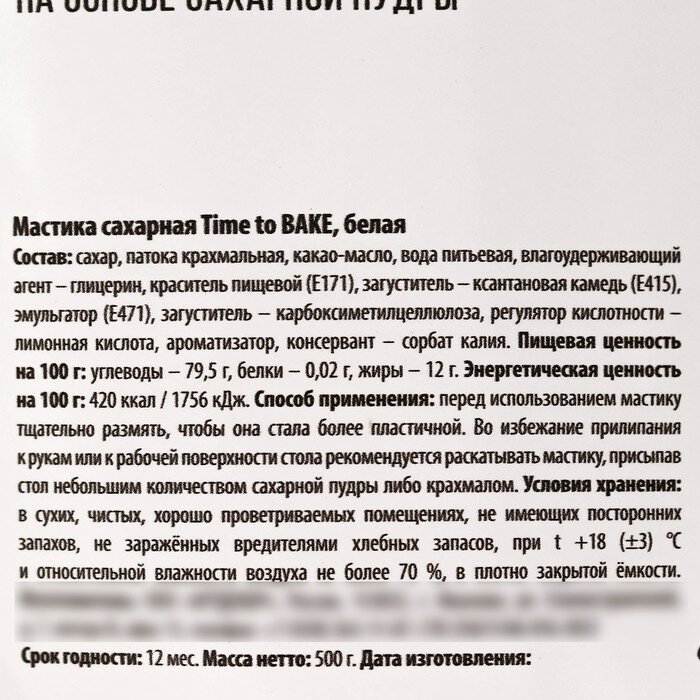 НА ОСНОВЕ САХАРНОЙ ПУДРЫ
Мастика сахарная Time to BAKE, белая
Состав: сахар, патока крахмальная, какао-масло, вода питьевая, влагоудерживающий
агент – глицерин, краситель пищевой (Е171), загуститель – ксантановая камедь (Е415),
эмульгатор (Е471), загуститель – карбоксиметилцеллюлоза, регулятор кислотности –
лимонная кислота, ароматизатор, консервант – сорбат калия. Пищевая ценность
на 100 г: углеводы – 79,5 г, белки – 0,02 г, жиры – 12 г. Энергетическая ценность
на 100 г: 420 ккал / 1756 кДж. Способ применения: перед использованием мастику
тщательно размять, чтобы она стала более пластичной. Во избежание прилипания
к рукам или к рабочей поверхности стола рекомендуется раскатывать мастику, присыпав
стол небольшим количеством сахарной пудры либо крахмалом. Условия хранения:
в сухих, чистых, хорошо проветриваемых помещениях, не имеющих посторонних
запахов, не заражённых вредителями хлебных запасов, при t +18 (±3) °С
и относительной влажности воздуха не более 70 %, в плотно закрытой ёмкости.
Срок годности: 12 мес. Масса нетто: 500 г. Дата изготовления: